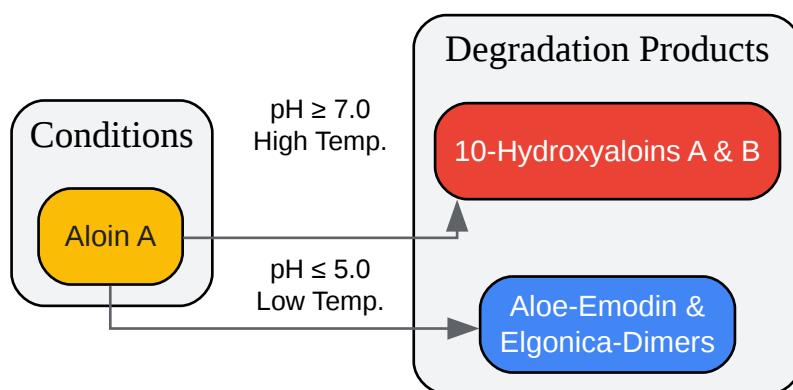 Degradation Products
Conditions
pH ≥ 7.0
High Temp.
10-Hydroxyaloins A & B
Aloin A
pH ≤ 5.0
Low Temp.
Aloe-Emodin &
Elgonica-Dimers